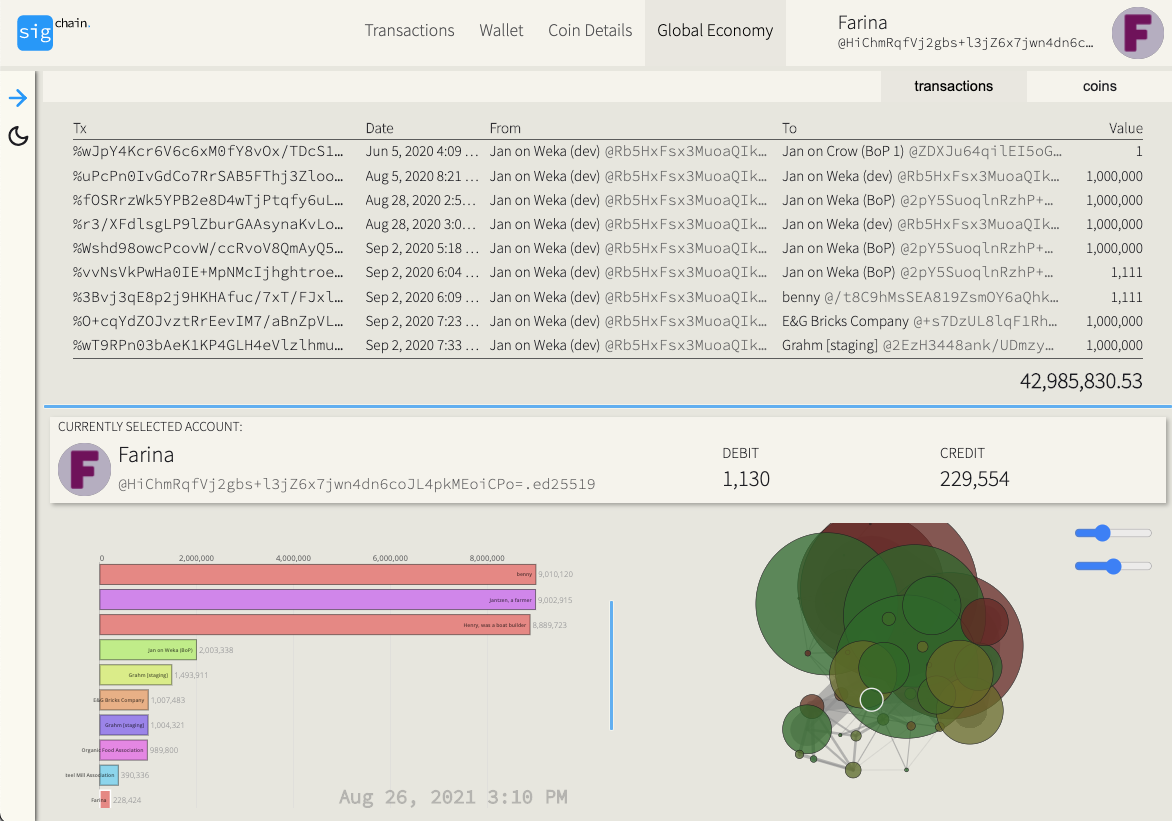 sig chain.
Transactions Wallet Coin Details Global Economy
Farina
@HiChmRqfVj2gbs+l3jZ6x7jwn4dn6c…
F
transactions coins
Tx Date From To Value
%wJpY4Kcr6V6c6xM0fY8vOx/TDcS1… Jun 5, 2020 4:09 … Jan on Weka (dev) @Rb5HxFsx3MuoaQIk… Jan on Crow (BoP 1) @ZDXJu64qilEI5oG… 1
%uPcPn0IvGdCo7RrSAB5FThj3Zloo… Aug 5, 2020 8:21 … Jan on Weka (dev) @Rb5HxFsx3MuoaQIk… Jan on Weka (dev) @Rb5HxFsx3MuoaQIk… 1,000,000
%fOSRrzWk5YPB2e8D4wTjPtqfy6uL… Aug 28, 2020 2:5… Jan on Weka (dev) @Rb5HxFsx3MuoaQIk… Jan on Weka (BoP) @2pY5SuoqlnRzhP+… 1,000,000
%r3/XFdlsgLP9lZburGAAsynaKvLo… Aug 28, 2020 3:0… Jan on Weka (dev) @Rb5HxFsx3MuoaQIk… Jan on Weka (dev) @Rb5HxFsx3MuoaQIk… 1,000,000
%Wshd98owcPcovW/ccRvoV8QmAyQ5… Sep 2, 2020 5:18 … Jan on Weka (dev) @Rb5HxFsx3MuoaQIk… Jan on Weka (BoP) @2pY5SuoqlnRzhP+… 1,000,000
%vvNsVkPwHa0IE+MpNMcIjhghtroe… Sep 2, 2020 6:04 … Jan on Weka (dev) @Rb5HxFsx3MuoaQIk… Jan on Weka (BoP) @2pY5SuoqlnRzhP+… 1,111
%3Bvj3qE8p2j9HKHAfuc/7xT/FJxl… Sep 2, 2020 6:09 … Jan on Weka (dev) @Rb5HxFsx3MuoaQIk… benny @/t8C9hMsSEA819ZsmOY6aQhk… 1,111
%O+cqYdZOJvztRrEevIM7/aBnZpVL… Sep 2, 2020 7:23 … Jan on Weka (dev) @Rb5HxFsx3MuoaQIk… E&G Bricks Company @+s7DzUL8lqF1Rh… 1,000,000
%wT9RPn03bAeK1KP4GLH4eVlzlhmu… Sep 2, 2020 7:33 … Jan on Weka (dev) @Rb5HxFsx3MuoaQIk… Grahm [staging] @2EzH3448ank/UDmzy… 1,000,000
42,985,830.53
CURRENTLY SELECTED ACCOUNT:
F
Farina
@HiChmRqfVj2gbs+l3jZ6x7jwn4dn6coJL4pkMEoiCPo=.ed25519
DEBIT CREDIT
1,130 229,554
0 2,000,000 4,000,000 6,000,000 8,000,000
benny 9,010,120
Jantzen, a farmer 9,002,915
Henry, was a boat builder 8,889,723
Jan on Weka (BoP) 2,003,338
Grahm [staging] 1,493,911
E&G Bricks Company 1,007,483
Grahm [staging] 1,004,321
Organic Food Association 989,800
teel Mill Association 390,336
Farina 228,424
Aug 26, 2021 3:10 PM